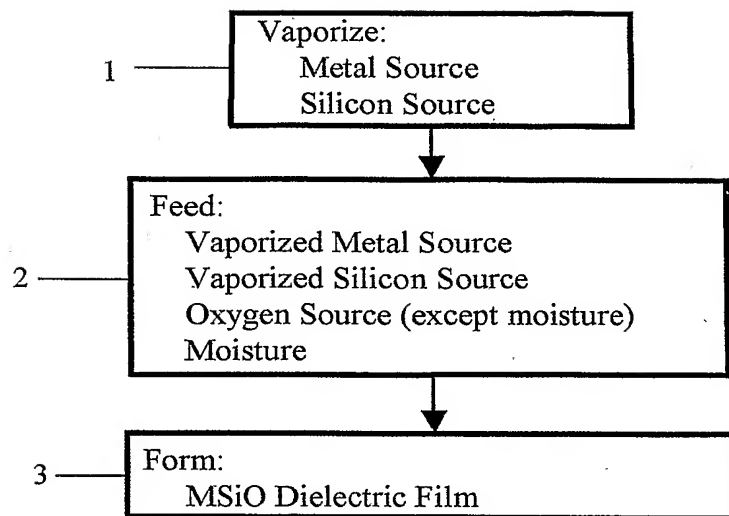 1
Vaporize:
Metal Source
Silicon Source
2
Feed:
Vaporized Metal Source
Vaporized Silicon Source
Oxygen Source (except moisture)
Moisture
3
Form:
MSiO Dielectric Film